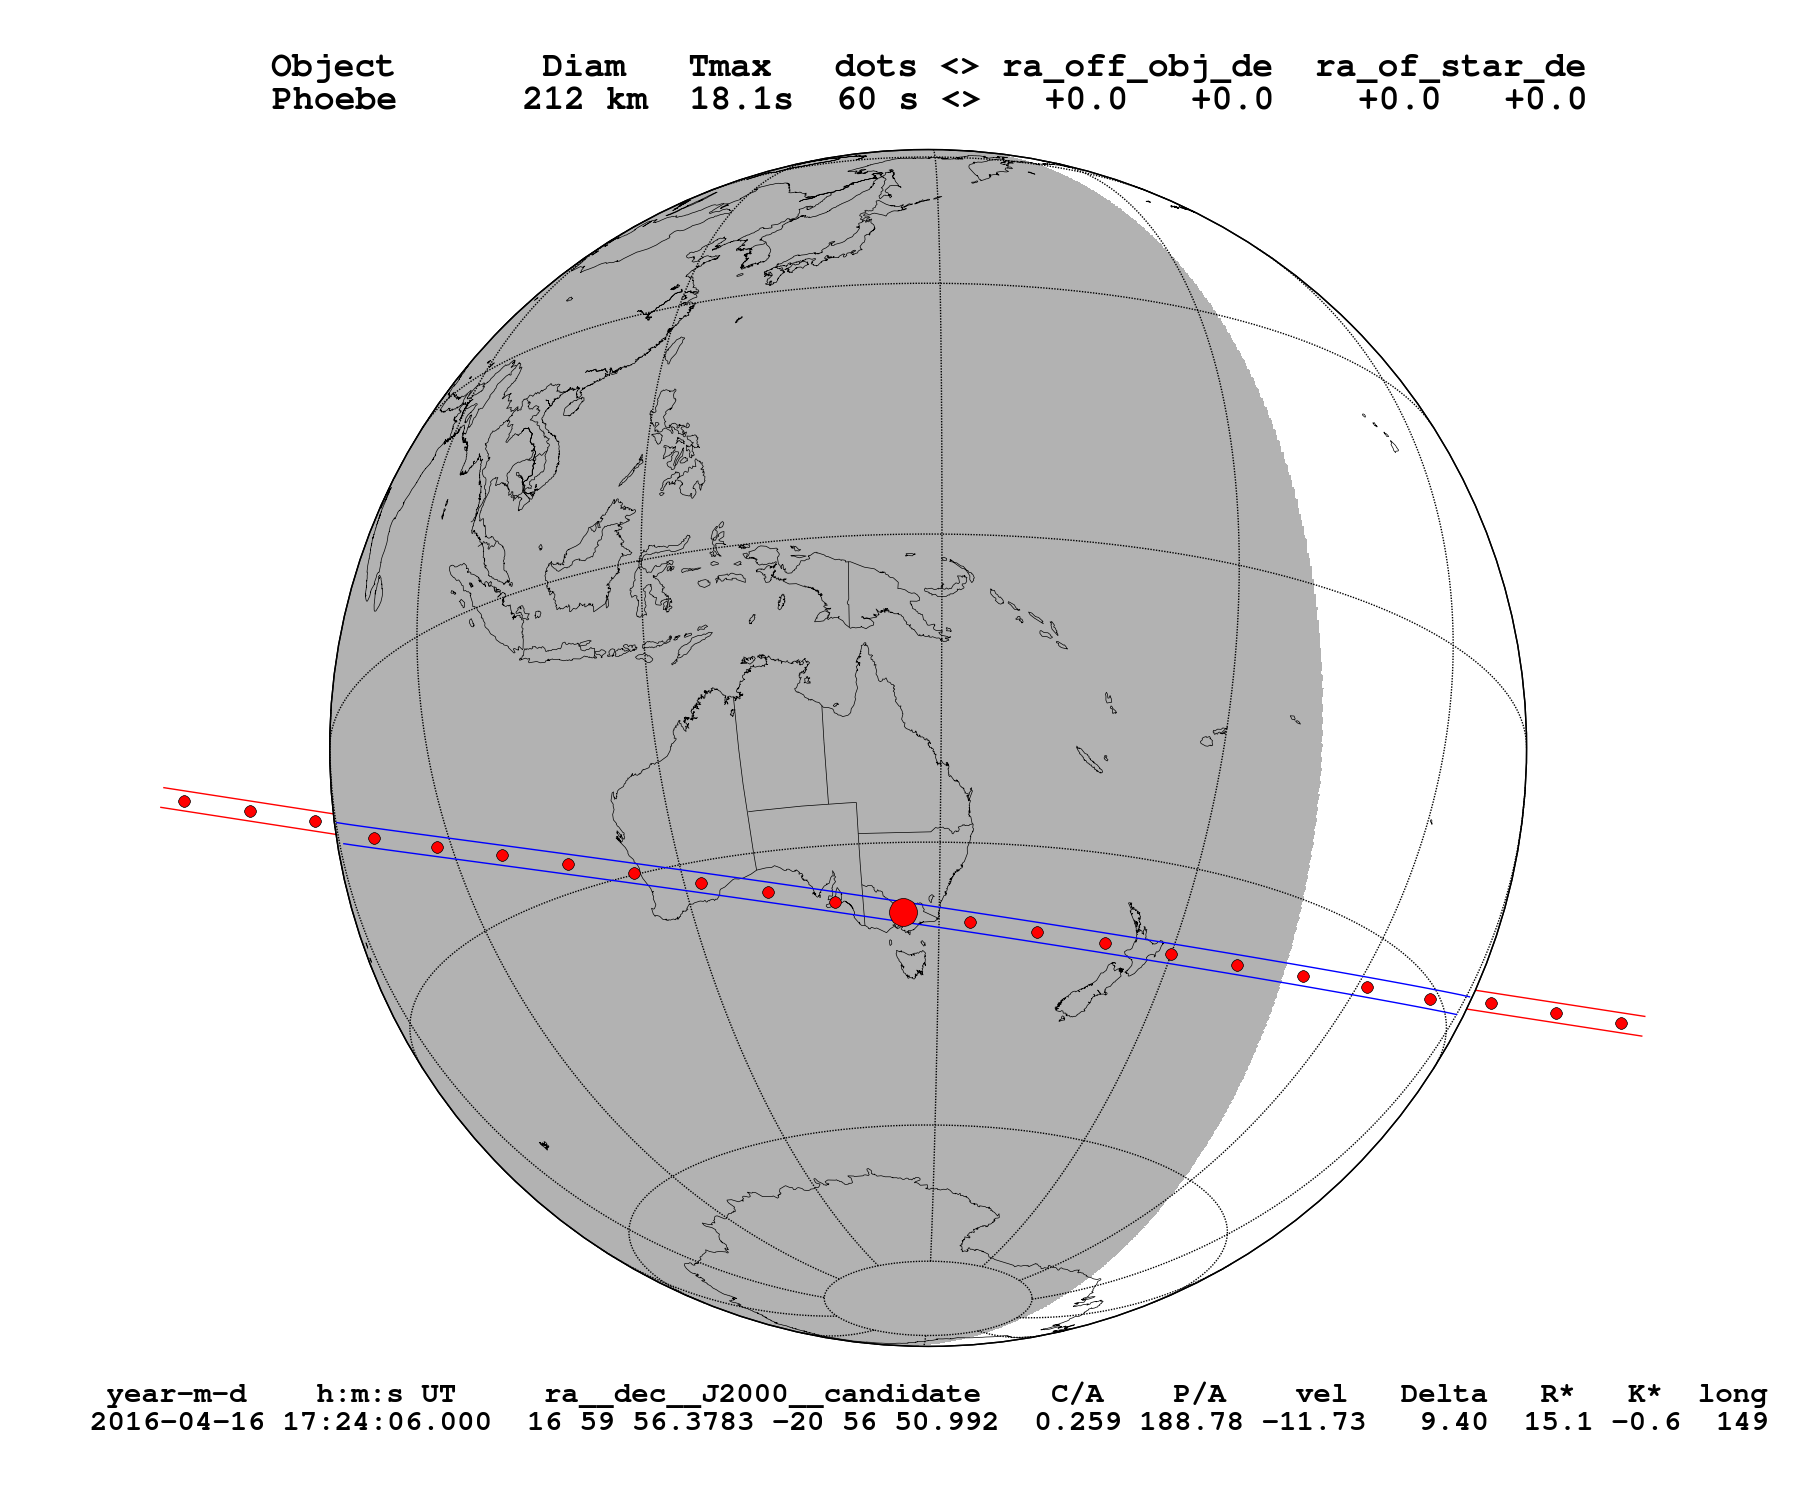 Object Diam Tmax dots <> ra_off_obj_de ra_of_star_de
Phoebe 212 km 18.1s 60 s <> +0.0 +0.0 +0.0 +0.0
year-m-d h:m:s UT ra__dec__J2000__candidate C/A P/A vel Delta R* K* long
2016-04-16 17:24:06.000 16 59 56.3783 -20 56 50.992 0.259 188.78 -11.73 9.40 15.1 -0.6 149